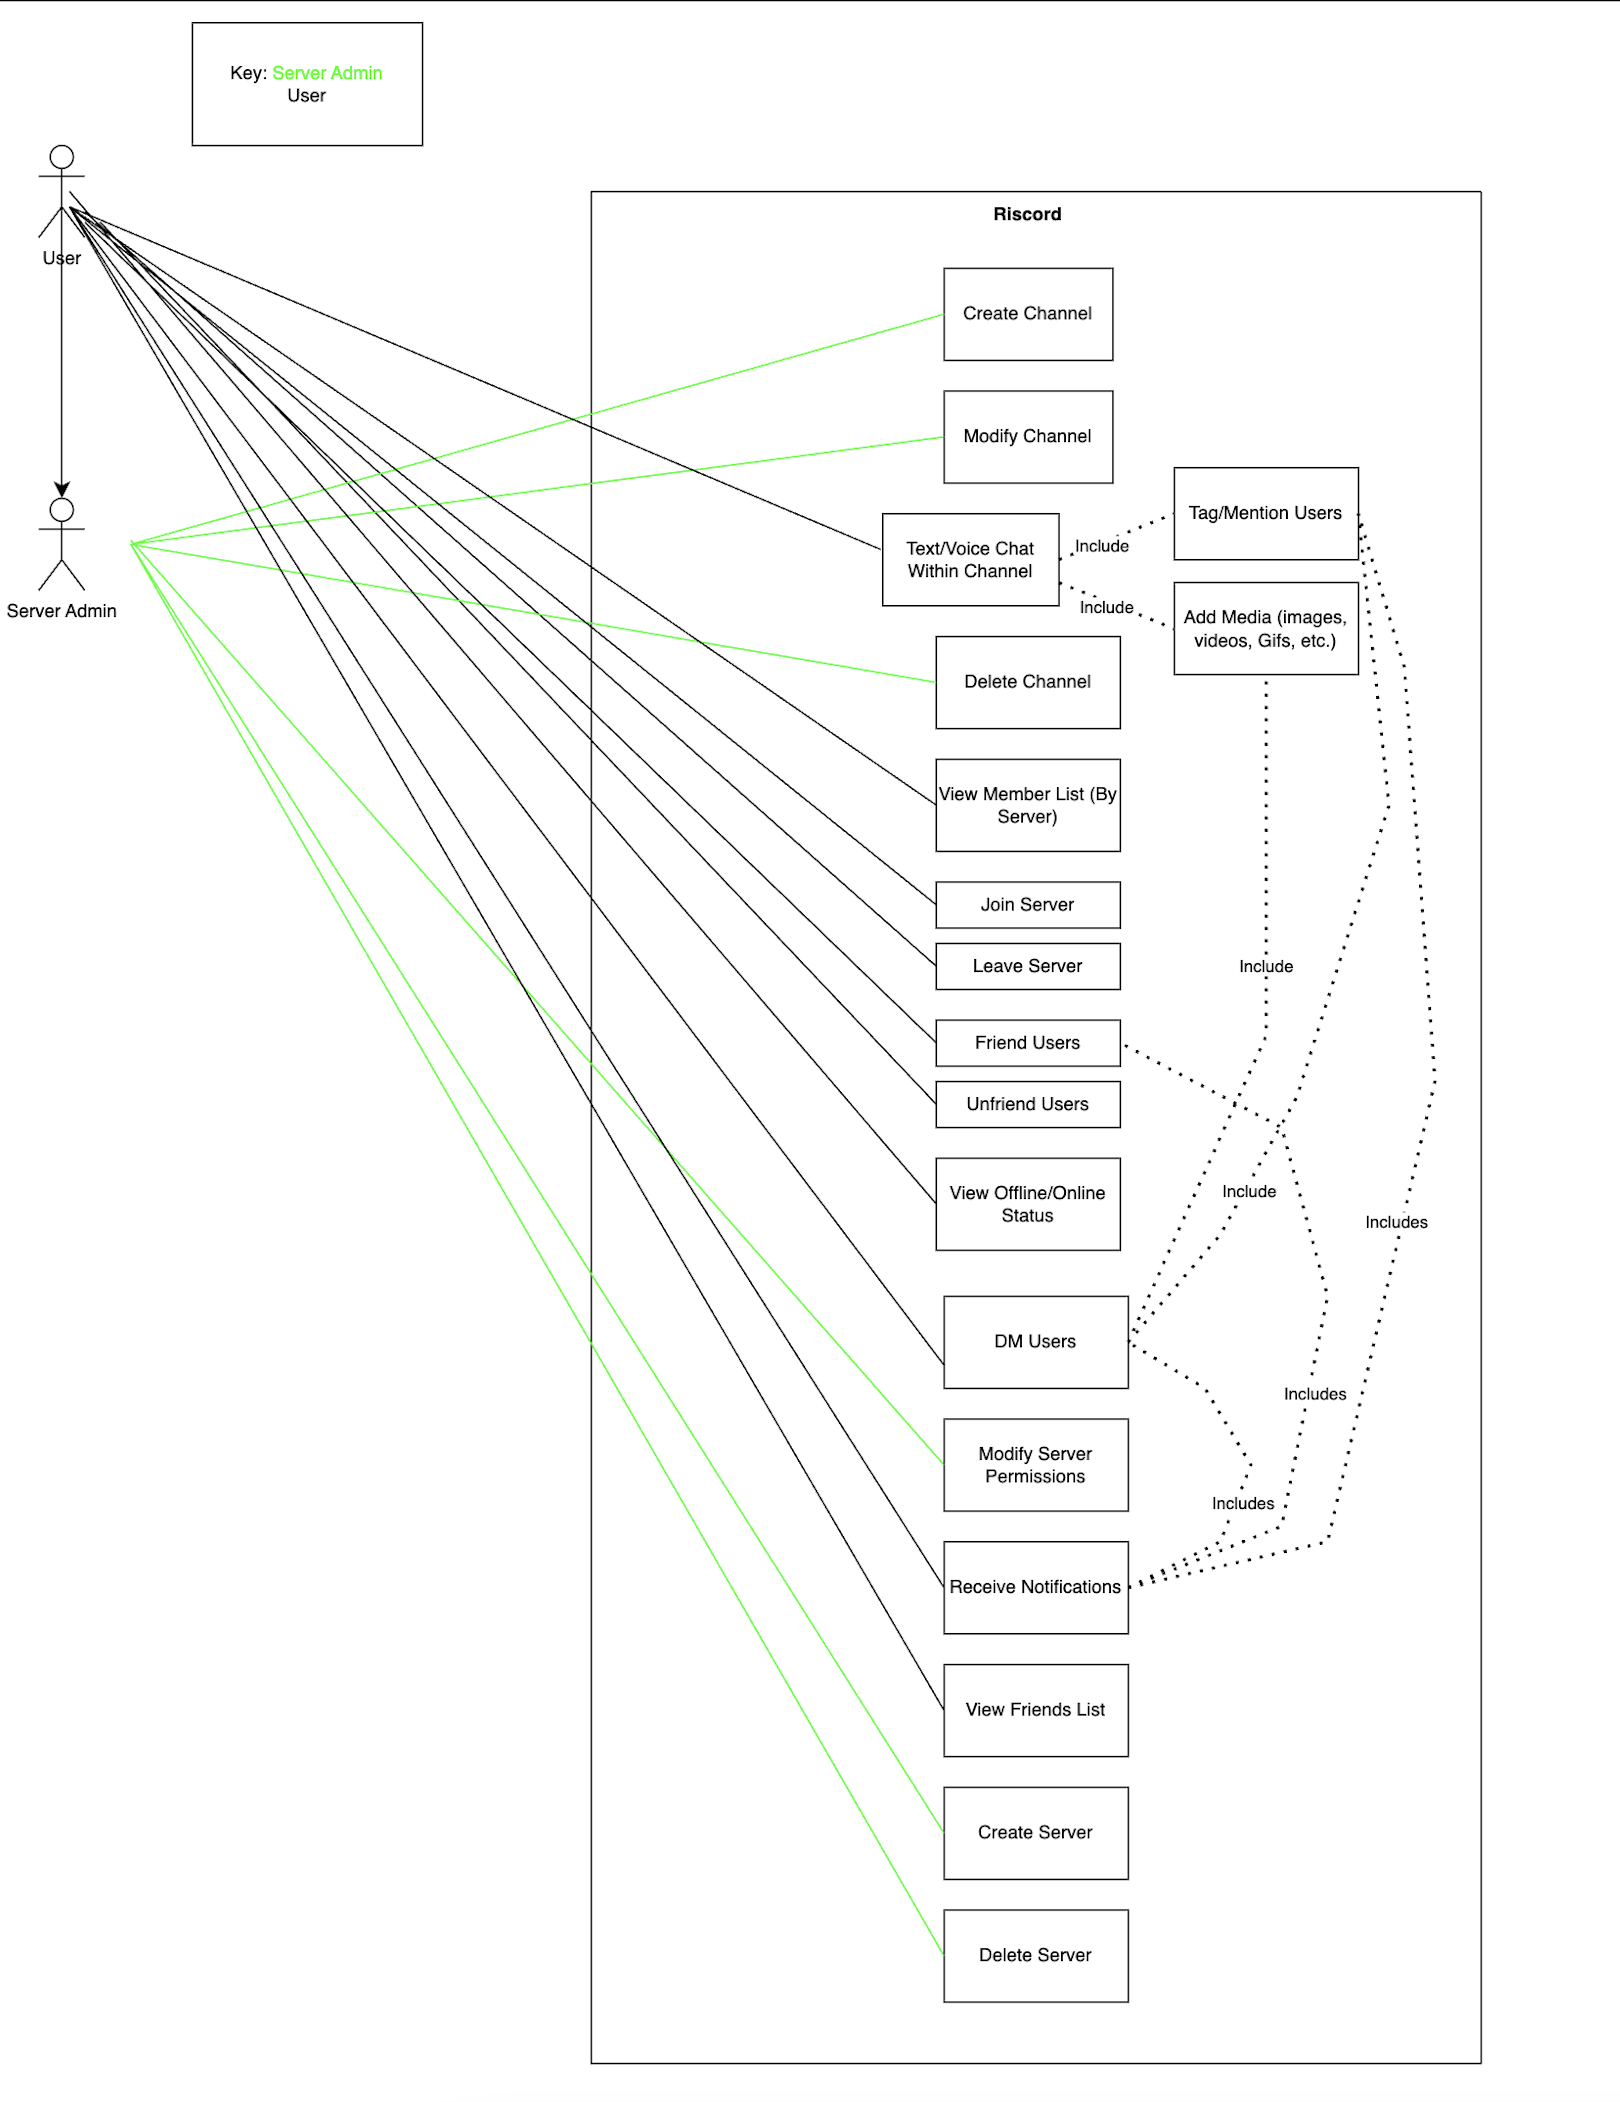 Key: Server Admin
User
User
Server Admin
Riscord
Create Channel
Modify Channel
Text/Voice Chat
Within Channel
Include
Include
Tag/Mention Users
Add Media (images,
videos, Gifs, etc.)
Delete Channel
View Member List (By
Server)
Join Server
Leave Server
Include
Friend Users
Unfriend Users
View Offline/Online
Status
Include
Includes
DM Users
Includes
Modify Server
Permissions
Includes
Receive Notifications
View Friends List
Create Server
Delete Server